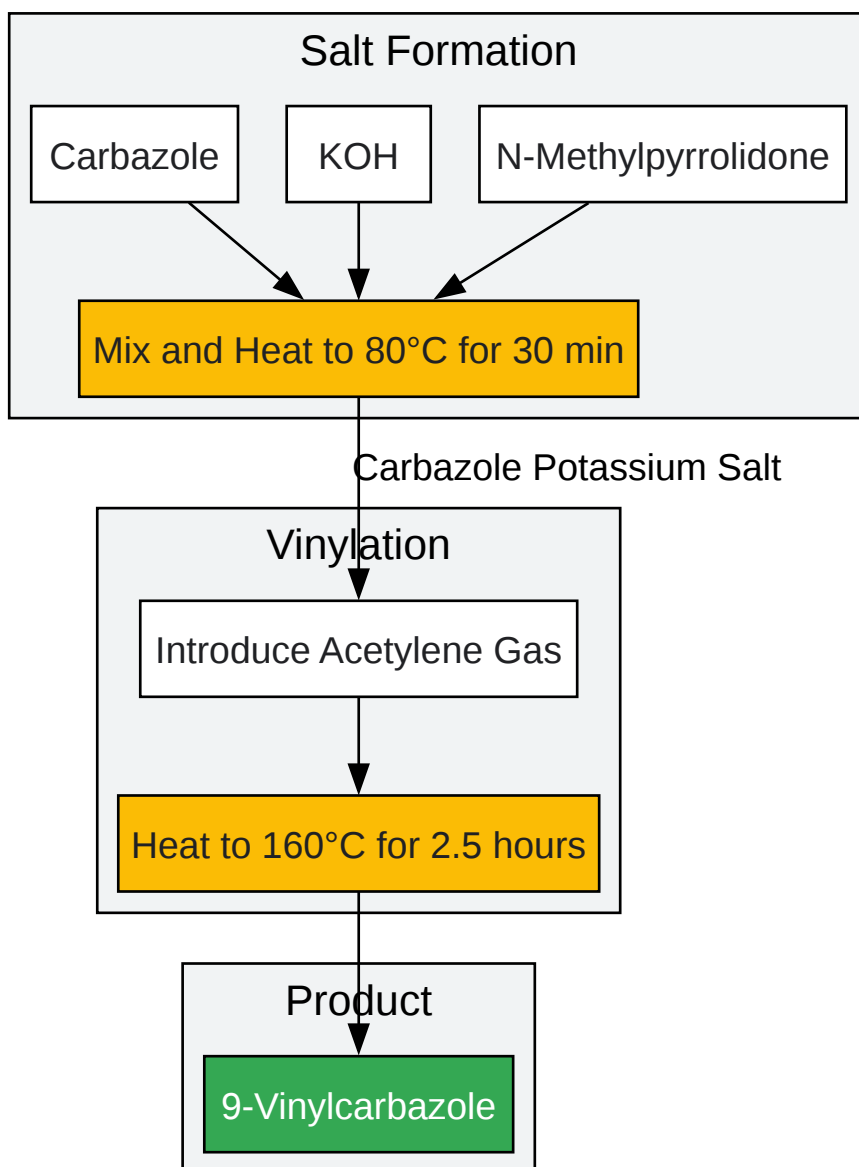 Salt Formation
Carbazole
KOH
N-Methylpyrrolidone
Mix and Heat to 80°C for 30 min
Carbazole Potassium Salt
Vinylation
Introduce Acetylene Gas
Heat to 160°C for 2.5 hours
Product
9-Vinylcarbazole